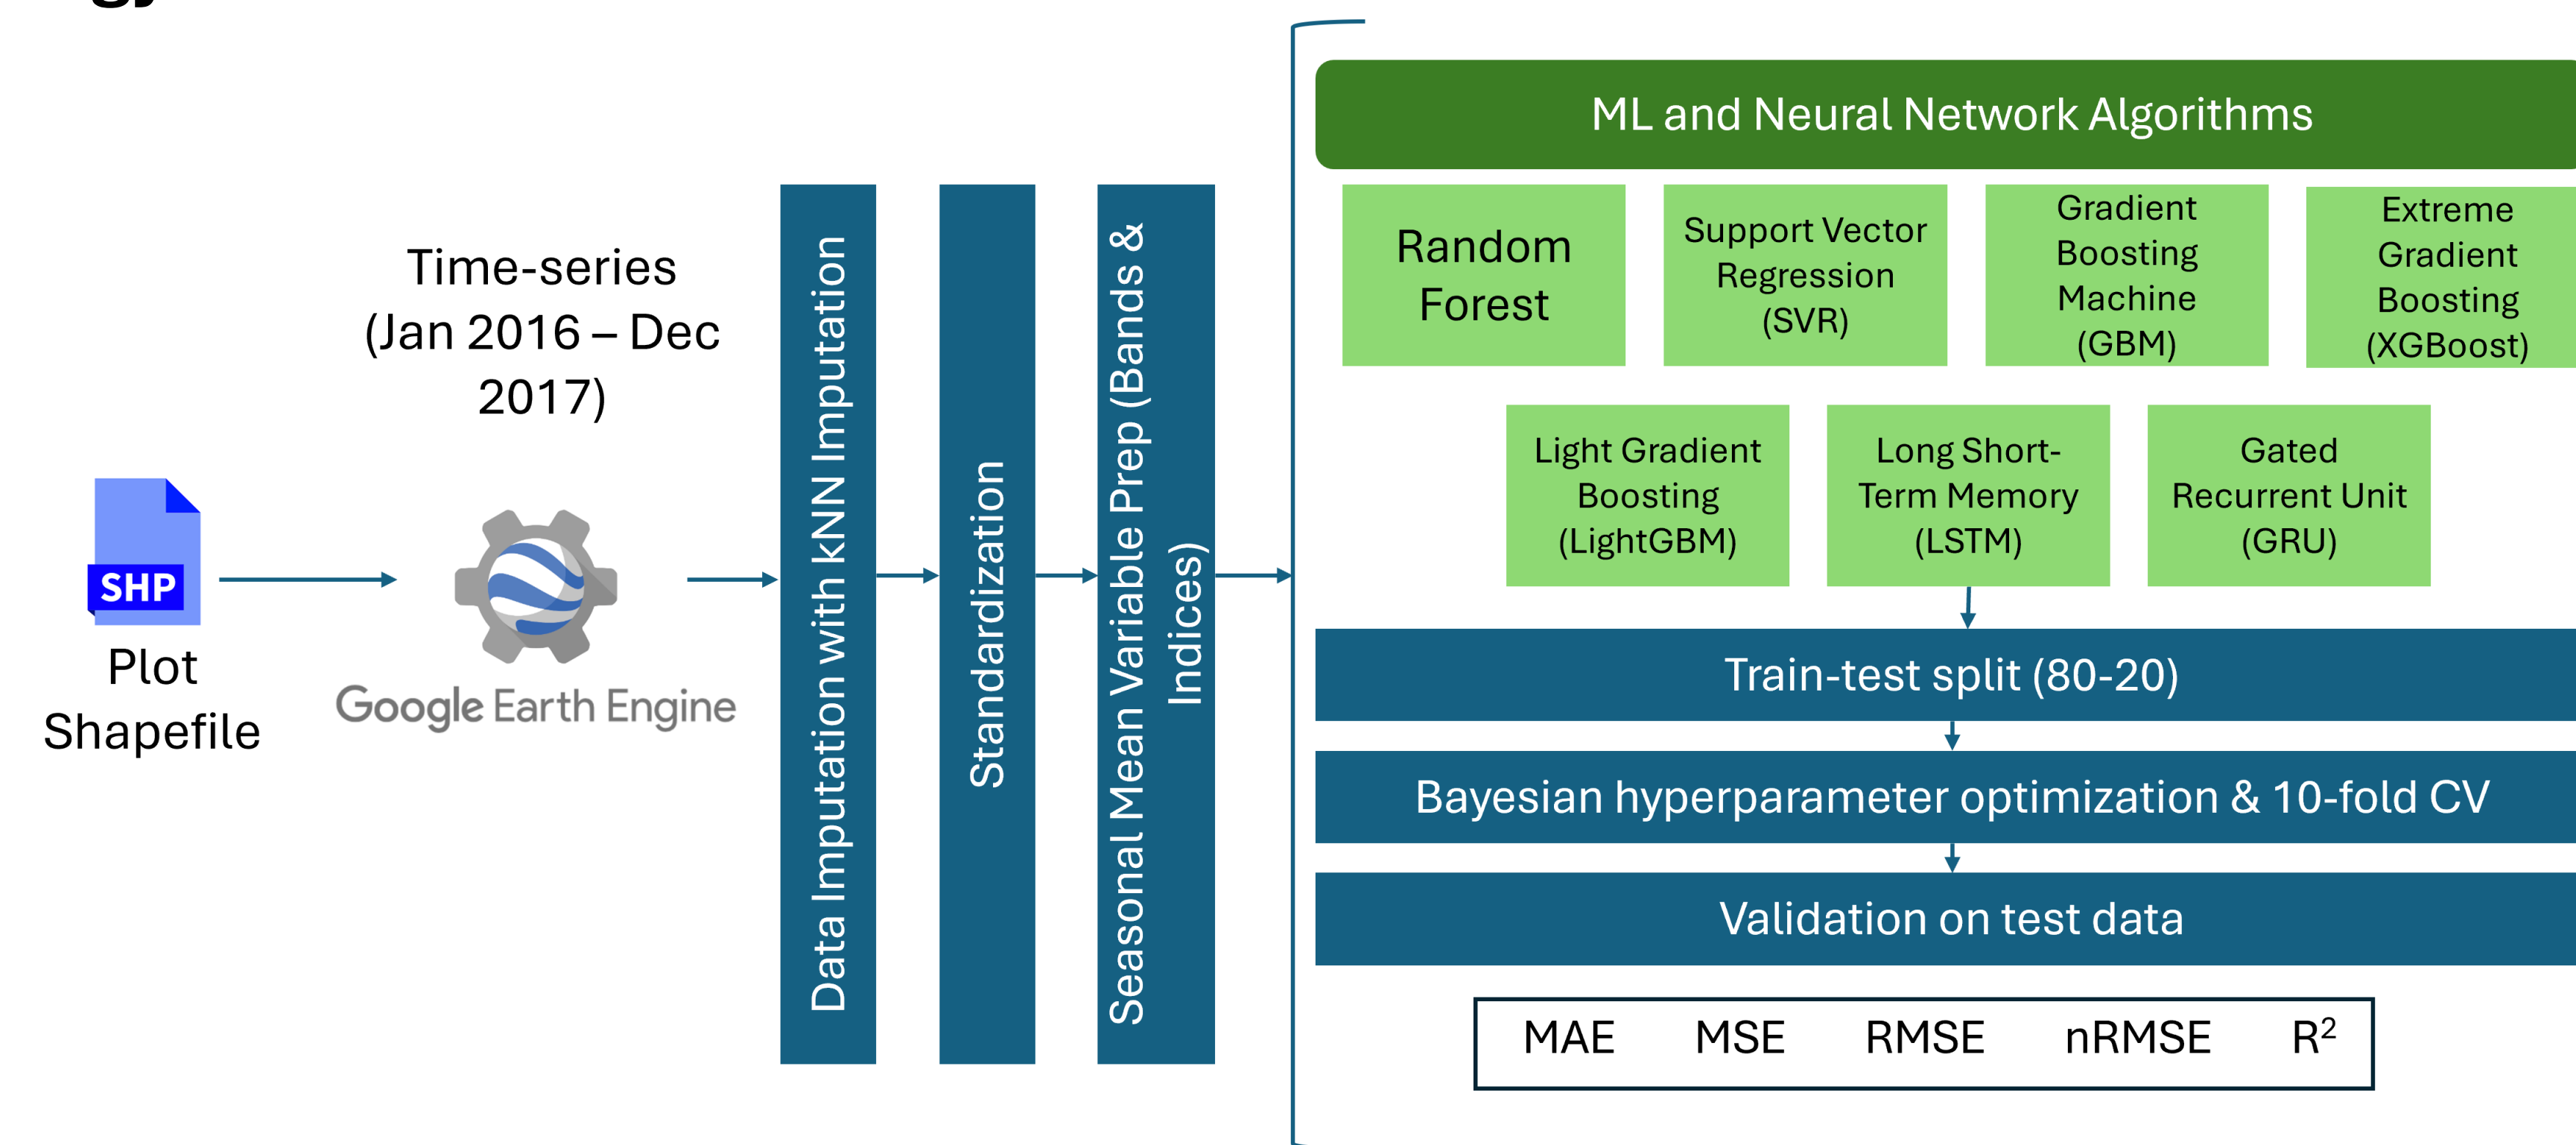 Time-series
(Jan 2016 – Dec
2017)
SHP
Plot
Shapefile
Google Earth Engine
Data Imputation with kNN Imputation
Standardization
Seasonal Mean Variable Prep (Bands &
Indices)
ML and Neural Network Algorithms
Random
Forest
Support Vector
Regression
(SVR)
Gradient
Boosting
Machine
(GBM)
Extreme
Gradient
Boosting
(XGBoost)
Light Gradient
Boosting
(LightGBM)
Long Short-
Term Memory
(LSTM)
Gated
Recurrent Unit
(GRU)
Train-test split (80-20)
Bayesian hyperparameter optimization & 10-fold CV
Validation on test data
MAE MSE RMSE nRMSE R²